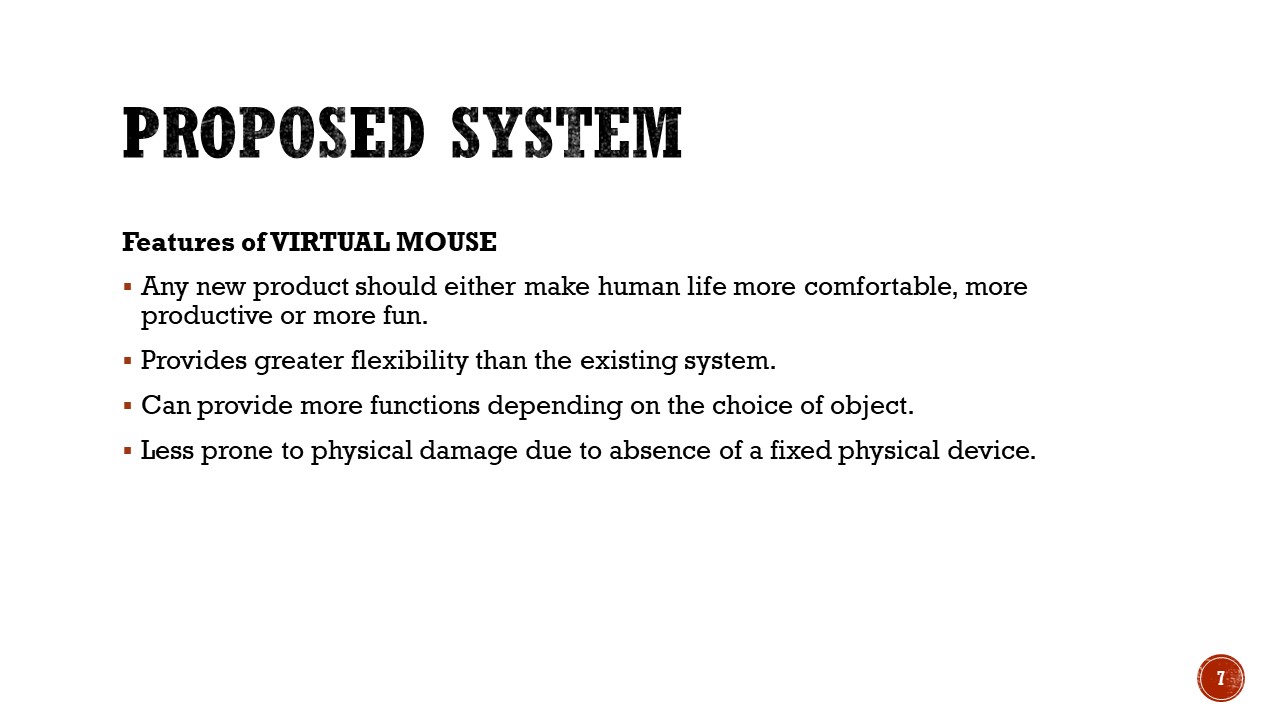 PROPOSED SYSTEM
Features of VIRTUAL MOUSE
▪ Any new product should either make human life more comfortable, more
productive or more fun.
▪ Provides greater flexibility than the existing system.
▪ Can provide more functions depending on the choice of object.
▪ Less prone to physical damage due to absence of a fixed physical device.
7